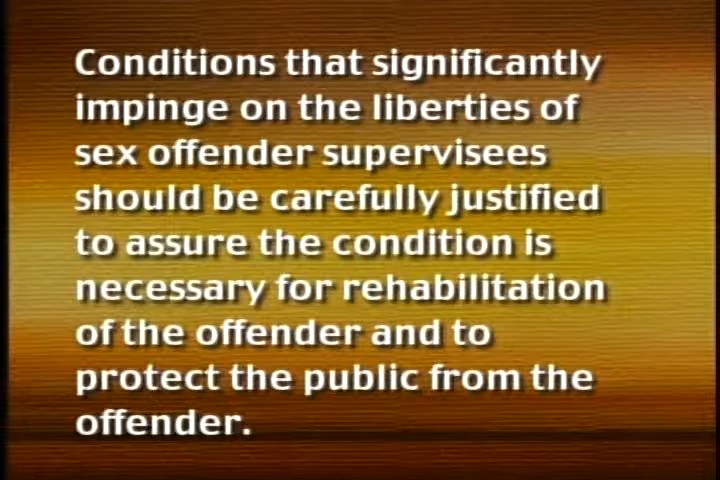 Conditions that significantly
impinge on the liberties of
sex offender supervisees
should be carefully justified
to assure the condition is
necessary for rehabilitation
of the offender and to
protect the public from the
offender.